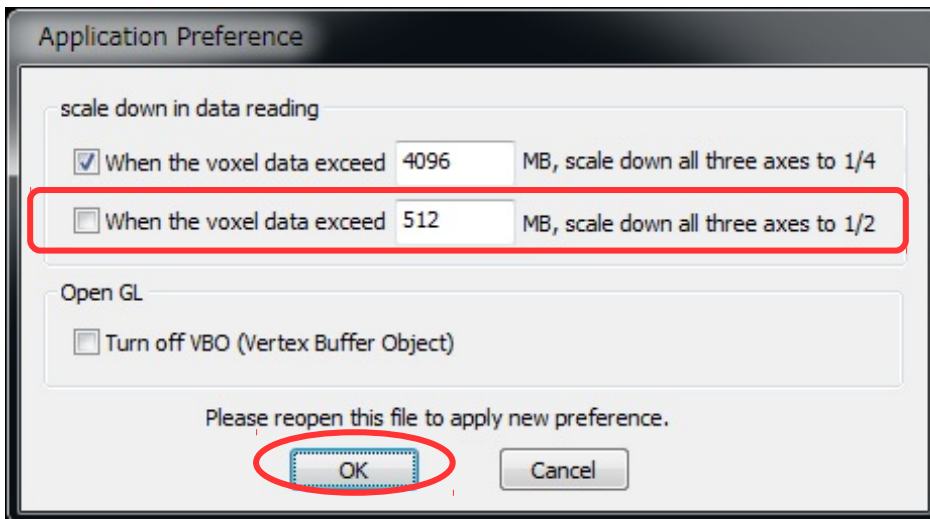 Application Preference
scale down in data reading
When the voxel data exceed 4096 MB, scale down all three axes to 1/4
When the voxel data exceed 512 MB, scale down all three axes to 1/2
Open GL
Turn off VBO (Vertex Buffer Object)
Please reopen this file to apply new preference.
OK Cancel